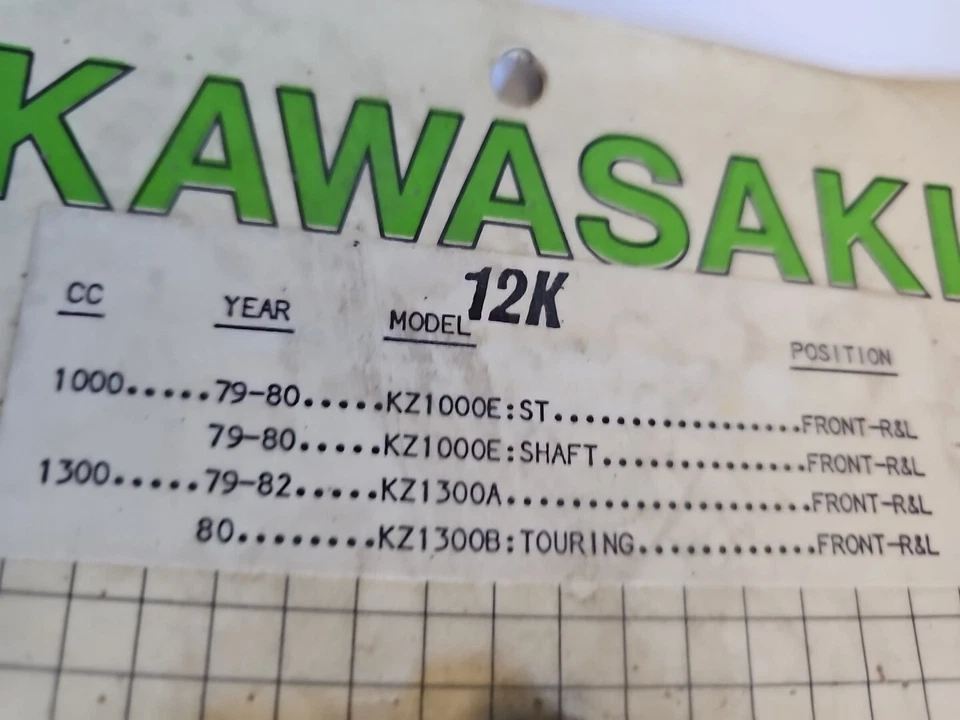 KAWASAKI
12K
CC YEAR MODEL POSITION
1000.....79-80.....KZ1000E:ST...................FRONT-R&L
79-80.....KZ1000E:SHAFT...............FRONT-R&L
1300.....79-82.....KZ1300A......................FRONT-R&L
80........KZ1300B:TOURING.............FRONT-R&L